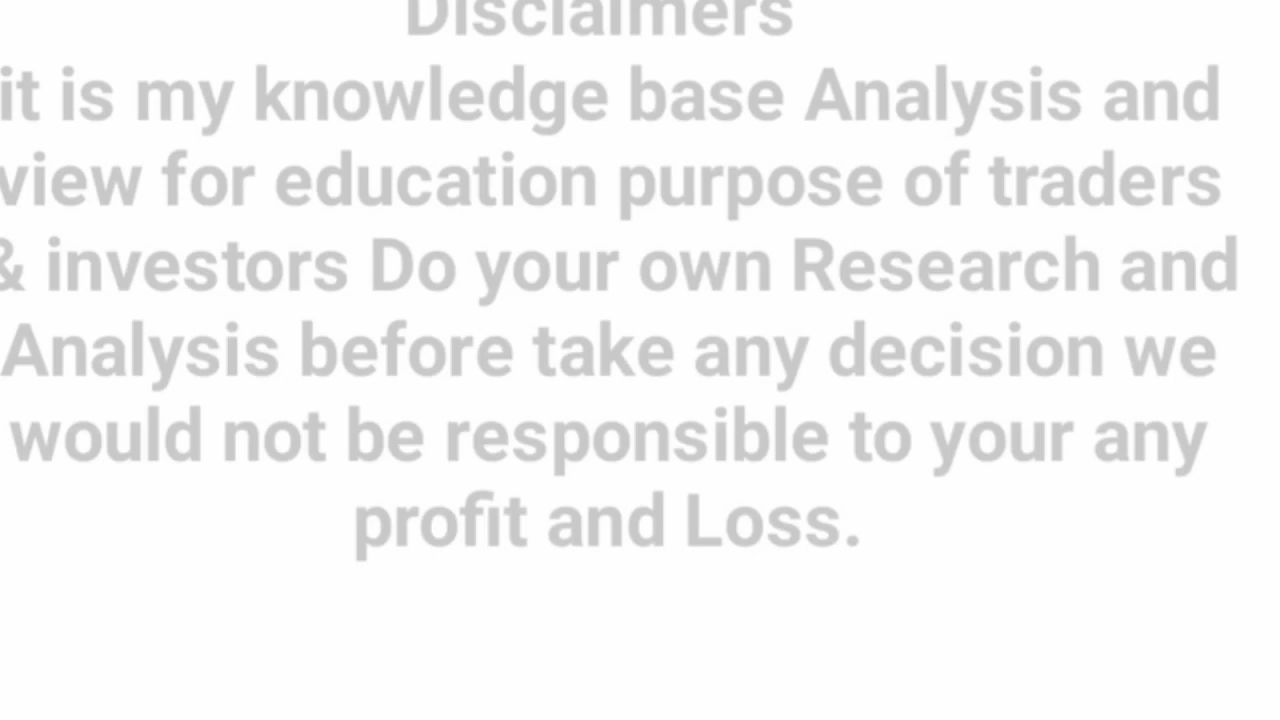 Disclaimers
it is my knowledge base Analysis and
view for education purpose of traders
& investors Do your own Research and
Analysis before take any decision we
would not be responsible to your any
profit and Loss.